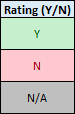 Rating (Y/N)
Y
N
N/A